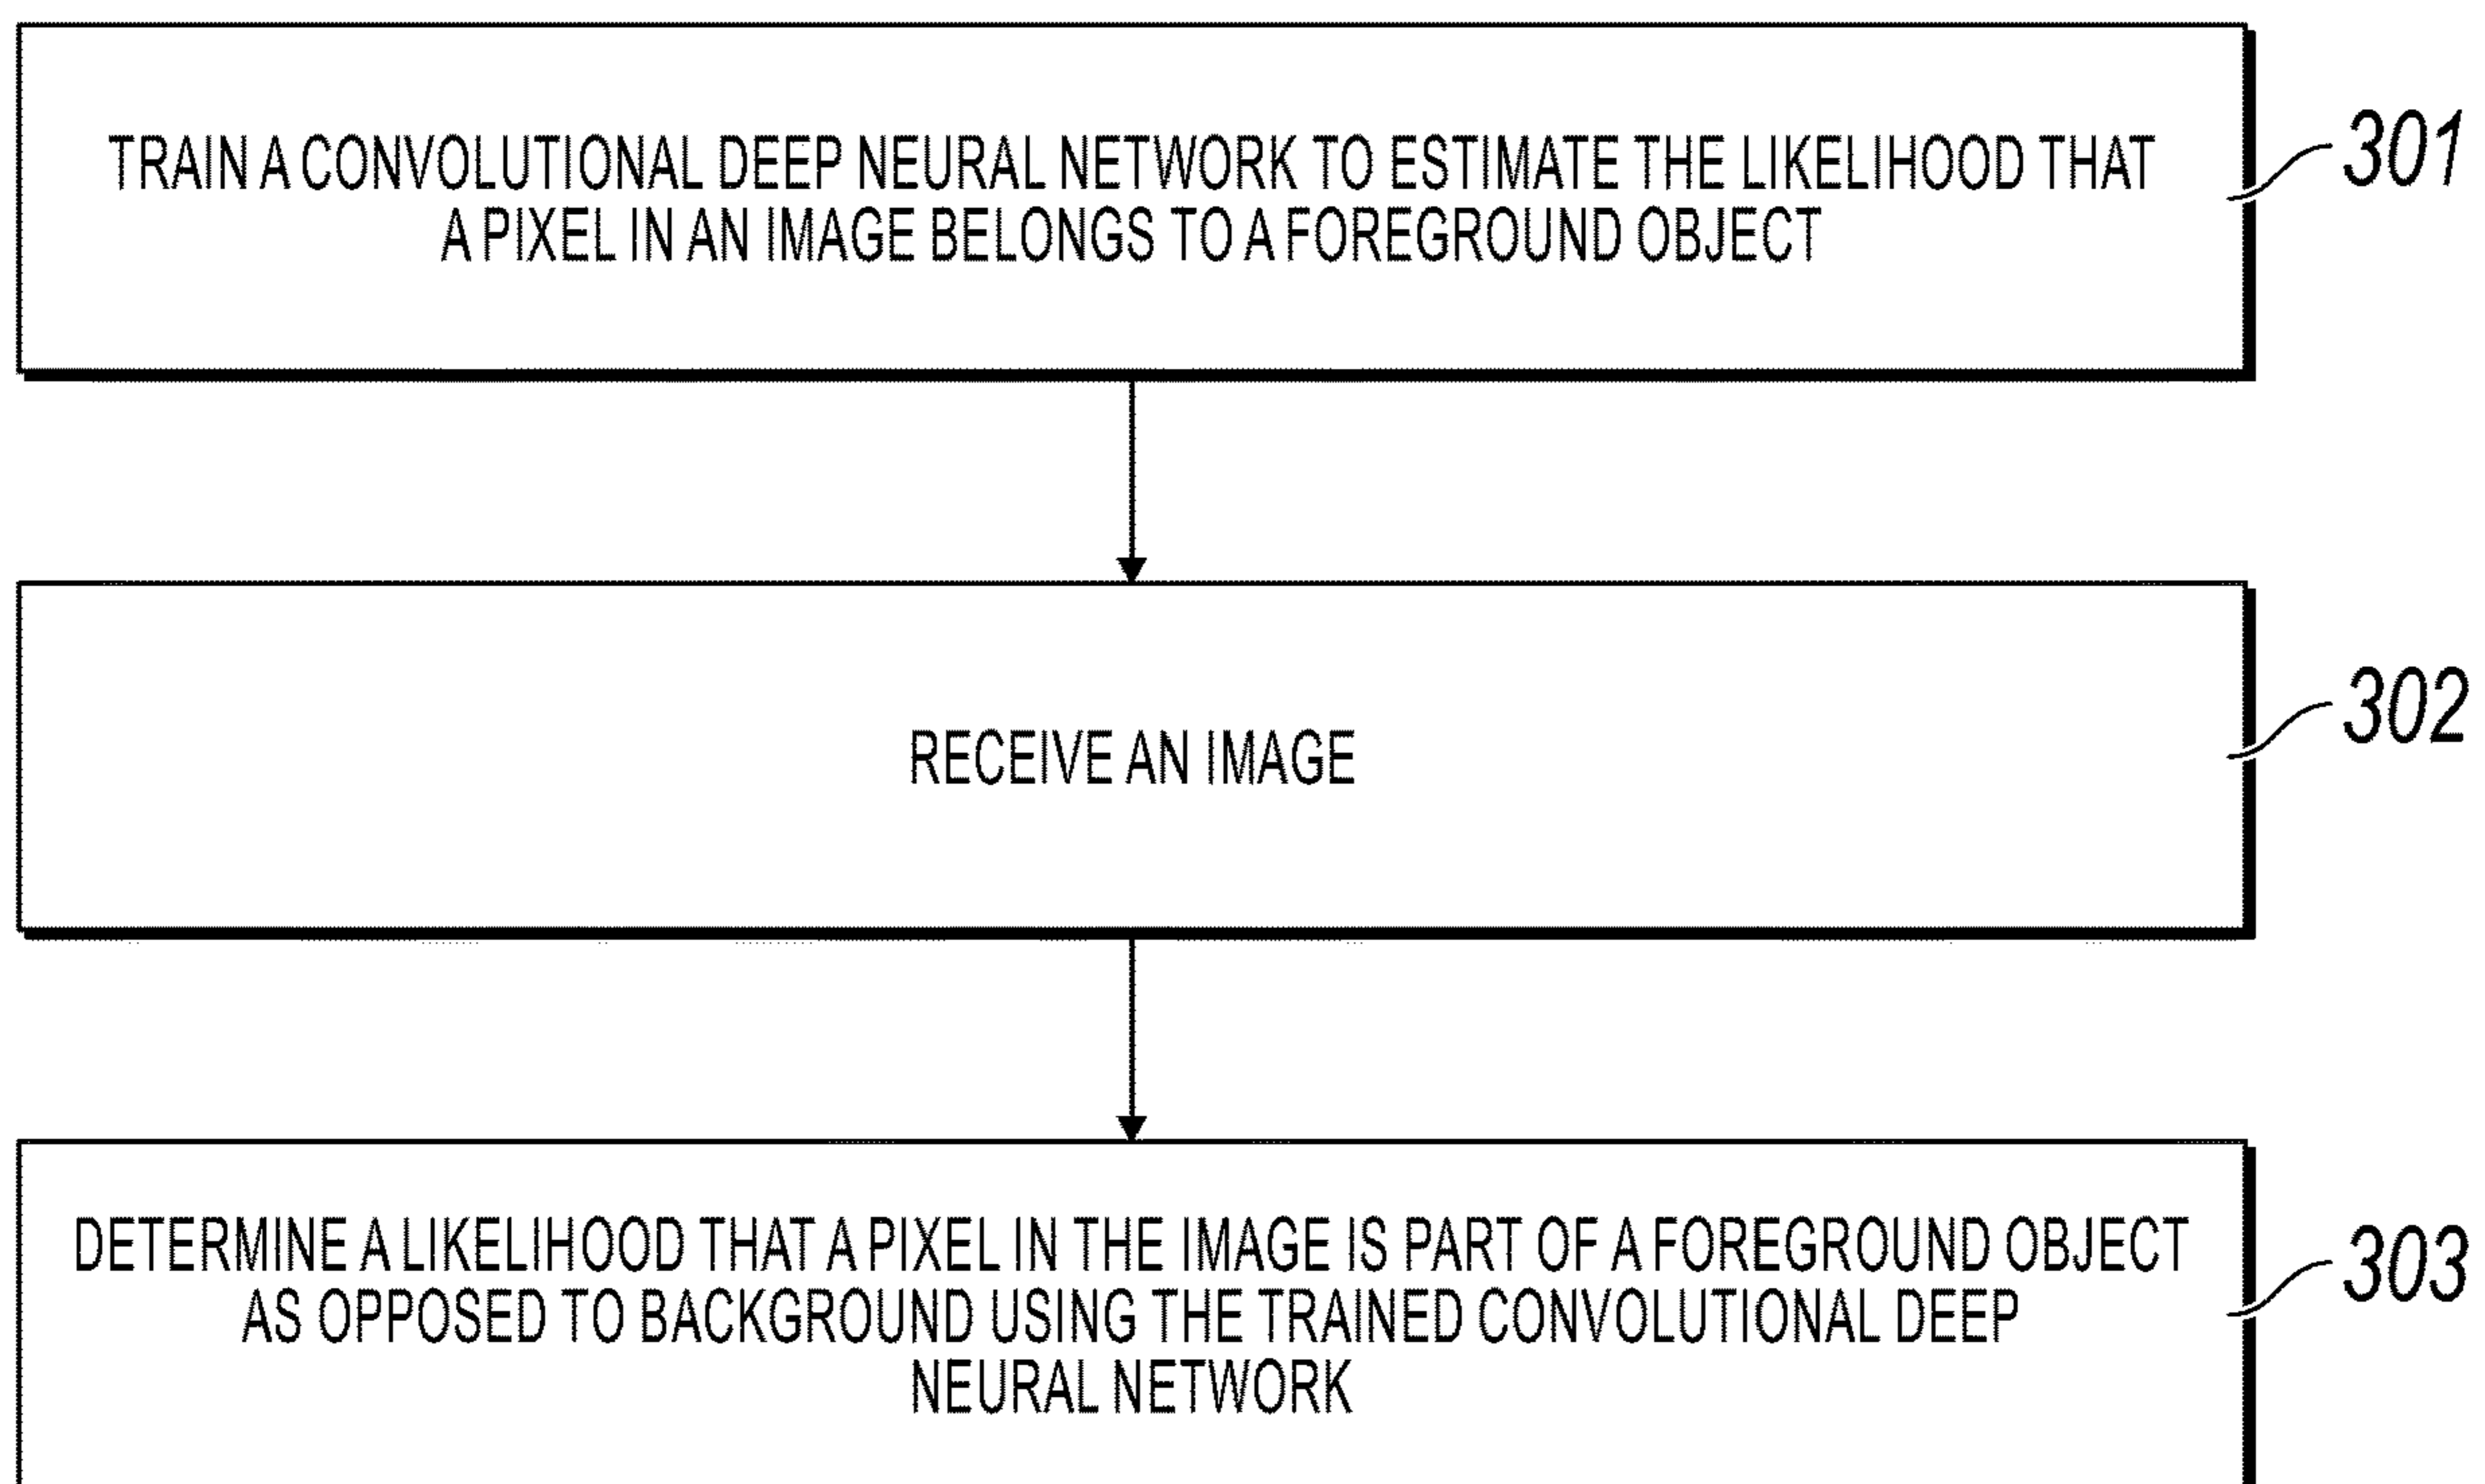 TRAIN A CONVOLUTIONAL DEEP NEURAL NETWORK TO ESTIMATE THE LIKELIHOOD THAT
A PIXEL IN AN IMAGE BELONGS TO A FOREGROUND OBJECT
301
RECEIVE AN IMAGE
302
DETERMINE A LIKELIHOOD THAT A PIXEL IN THE IMAGE IS PART OF A FOREGROUND OBJECT
AS OPPOSED TO BACKGROUND USING THE TRAINED CONVOLUTIONAL DEEP
NEURAL NETWORK
303